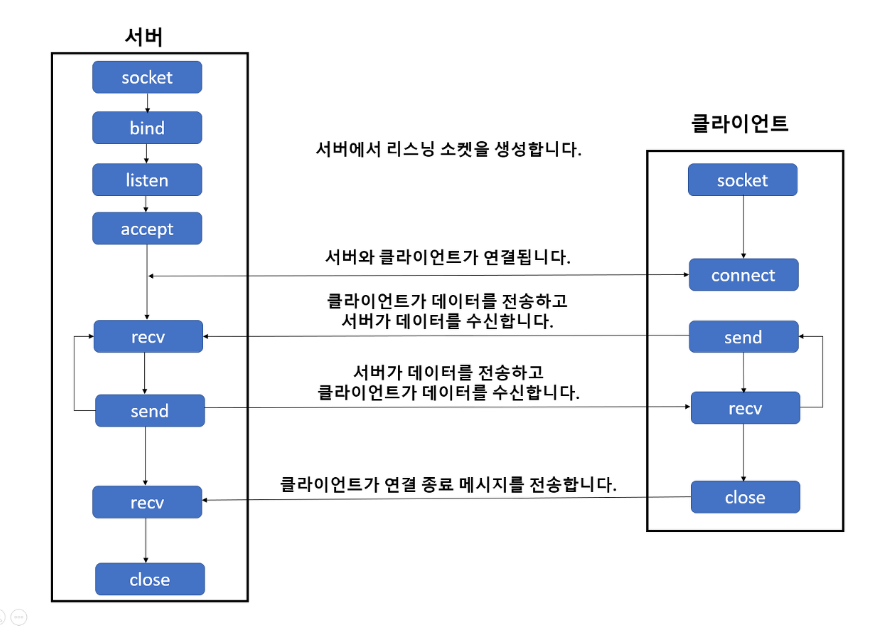 서버
socket
bind
listen
accept
recv
send
recv
close
서버에서 리스닝 소켓을 생성합니다.
서버와 클라이언트가 연결됩니다.
클라이언트가 데이터를 전송하고
서버가 데이터를 수신합니다.
서버가 데이터를 전송하고
클라이언트가 데이터를 수신합니다.
클라이언트가 연결 종료 메시지를 전송합니다.
클라이언트
socket
connect
send
recv
close